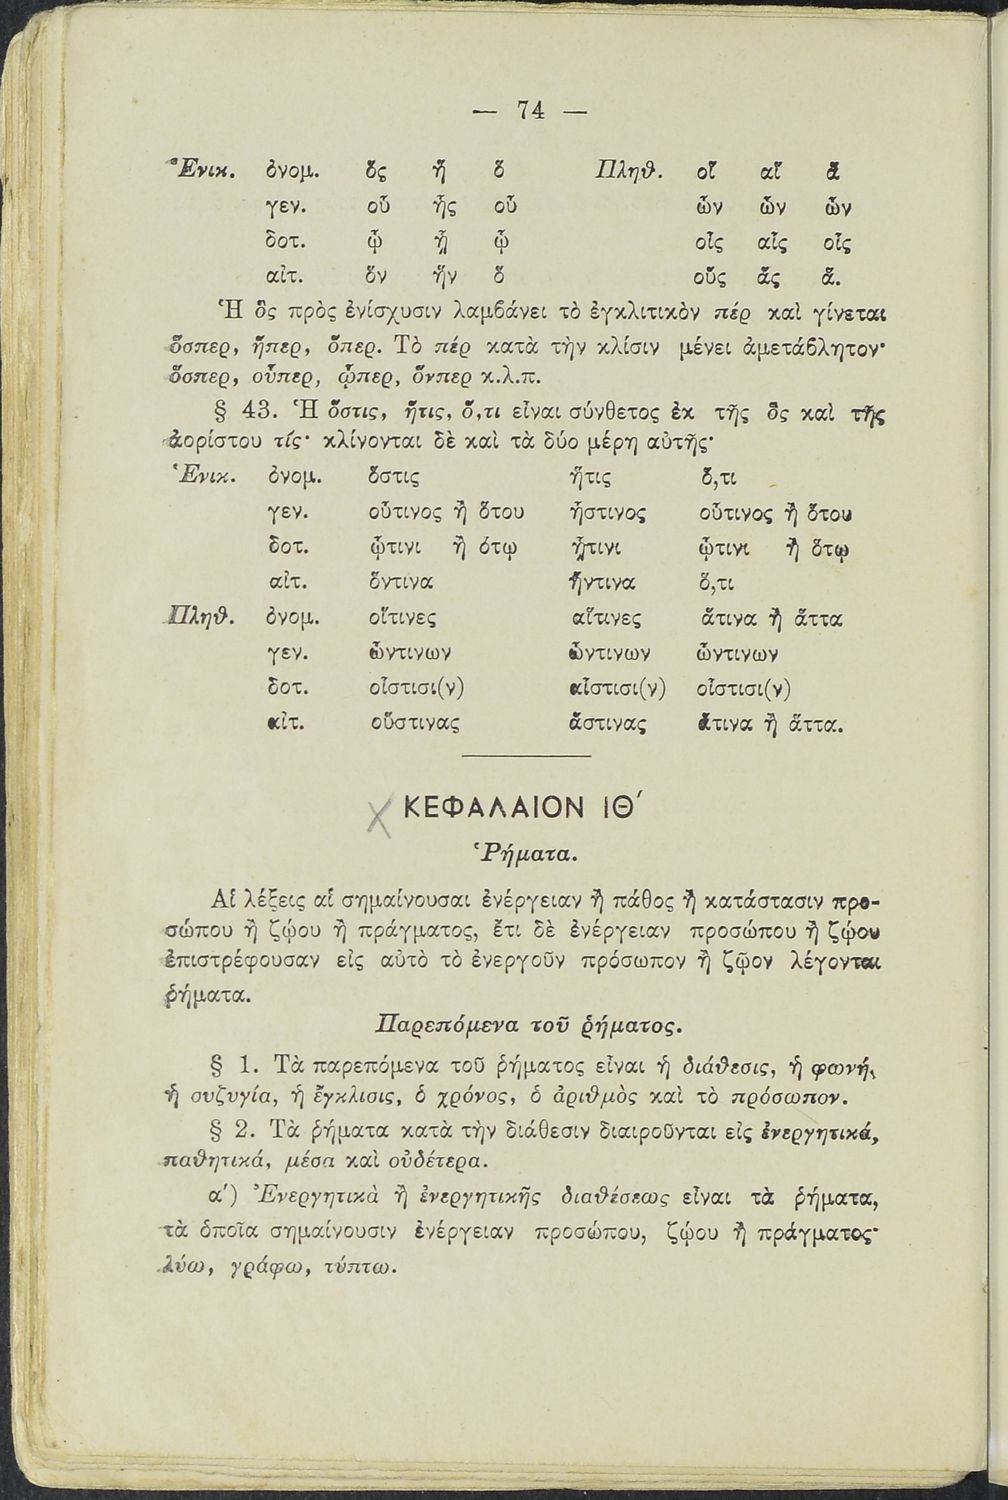 — 74 —
Ἑνικ. ὀνομ. ὅς ἥ ὅ Πληθ. οἵ αἵ ἅ
γεν. οὗ ἧς οὗ ὧν ὧν ὧν
δοτ. ᾧ ᾗ ᾧ οἷς αἷς οἷς
αἰτ. ὅν ἥν ὅ οὕς ἅς ἅ.
Ἡ ὃς πρὸς ἐνίσχυσιν λαμβάνει τὸ ἐγκλιτικὸν πέρ καὶ γίνεται
ὅσπερ, ἥπερ, ὅπερ. Τὸ πέρ κατὰ τὴν κλίσιν μένει ἀμετάβλητον·
ὅσπερ, οὗπερ, ᾧπερ, ὅνπερ κ.λ.π.
§ 43. Ἡ ὅστις, ἥτις, ὅ,τι εἶναι σύνθετος ἐκ τῆς ὃς καὶ τῆς
ἀορίστου τίς· κλίνονται δὲ καὶ τὰ δύο μέρη αὐτῆς·
Ἑνικ. ὀνομ. ὅστις ἥτις ὅ,τι
γεν. οὗτινος ἢ ὅτου ἧστινος οὗτινος ἢ ὅτου
δοτ. ᾧτινι ἢ ὅτῳ ᾗτινι ᾧτινι ἢ ὅτῳ
αἰτ. ὅντινα ἥντινα ὅ,τι
Πληθ. ὀνομ. οἵτινες αἵτινες ἅτινα ἢ ἅττα
γεν. ὧντινων ὧντινων ὧντινων
δοτ. οἷστισι(ν) αἷστισι(ν) οἷστισι(ν)
αἰτ. οὕστινας ἅστινας ἅτινα ἢ ἅττα.
ΚΕΦΑΛΑΙΟΝ ΙΘ΄
Ῥήματα.
Αἱ λέξεις αἱ σημαίνουσαι ἐνέργειαν ἢ πάθος ἢ κατάστασιν προ-
σώπου ἢ ζῴου ἢ πράγματος, ἔτι δὲ ἐνέργειαν προσώπου ἢ ζῴου
ἐπιστρέφουσαν εἰς αὐτὸ τὸ ἐνεργοῦν πρόσωπον ἢ ζῷον λέγονται
ῥήματα.
Παρεπόμενα τοῦ ῥήματος.
§ 1. Τὰ παρεπόμενα τοῦ ῥήματος εἶναι ἡ διάθεσις, ἡ φωνή,
ἡ συζυγία, ἡ ἔγκλισις, ὁ χρόνος, ὁ ἀριθμὸς καὶ τὸ πρόσωπον.
§ 2. Τὰ ῥήματα κατὰ τὴν διάθεσιν διαιροῦνται εἰς ἐνεργητικά,
παθητικά, μέσα καὶ οὐδέτερα.
α΄) Ἐνεργητικὰ ἢ ἐνεργητικῆς διαθέσεως εἶναι τὰ ῥήματα,
τὰ ὁποῖα σημαίνουσιν ἐνέργειαν προσώπου, ζῴου ἢ πράγματος·
λύω, γράφω, τύπτω.